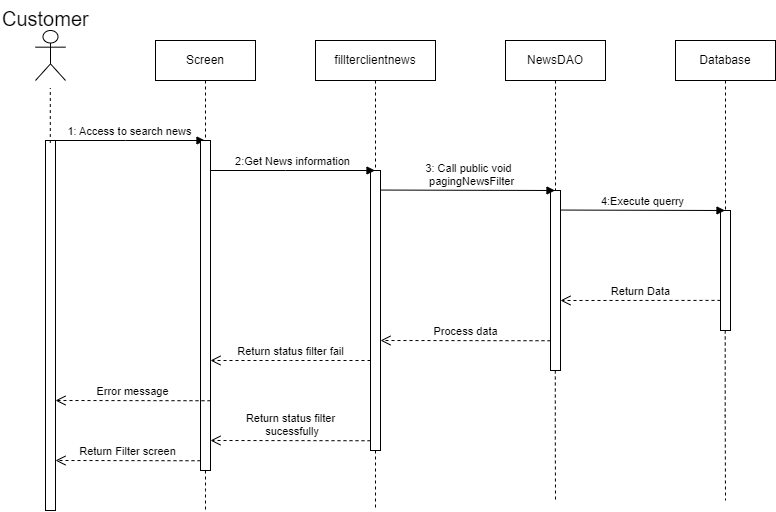 Customer
Screen
fillterclientnews
NewsDAO
Database
1: Access to search news
2:Get News information
3: Call public void
pagingNewsFilter
4:Execute querry
Return Data
Process data
Return status filter fail
Error message
Return status filter
sucessfully
Return Filter screen